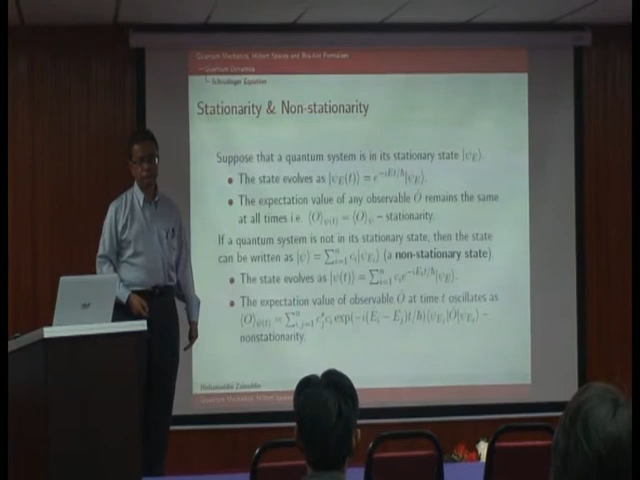 Quantum Mechanics, Hilbert Spaces and Bra-Ket Formalism
Quantum Dynamics
Schrodinger Equation
Stationarity & Non-stationarity
Suppose that a quantum system is in its stationary state |ψ_E⟩.
• The state evolves as |ψ_E(t)⟩ = e^{-iEt/ħ}|ψ_E⟩.
• The expectation value of any observable Ô remains the
same at all times i.e. ⟨O⟩_{ψ(t)} = ⟨O⟩_ψ – stationarity.
If a quantum system is not in its stationary state, then the state
can be written as |ψ⟩ = ∑_{i=1}^n c_i|ψ_{E_i}⟩ (a non-stationary state)
• The state evolves as |ψ(t)⟩ = ∑_{i=1}^n c_i e^{-iE_i t/ħ}|ψ_{E_i}⟩.
• The expectation value of observable Ô at time t oscillates as
⟨O⟩_{ψ(t)} = ∑_{i,j=1}^n c_j^* c_i exp(-i(E_i - E_j)t/ħ)⟨ψ_{E_j}|Ô|ψ_{E_i}⟩ –
nonstationarity.
Quantum Mechanics, Hilbert